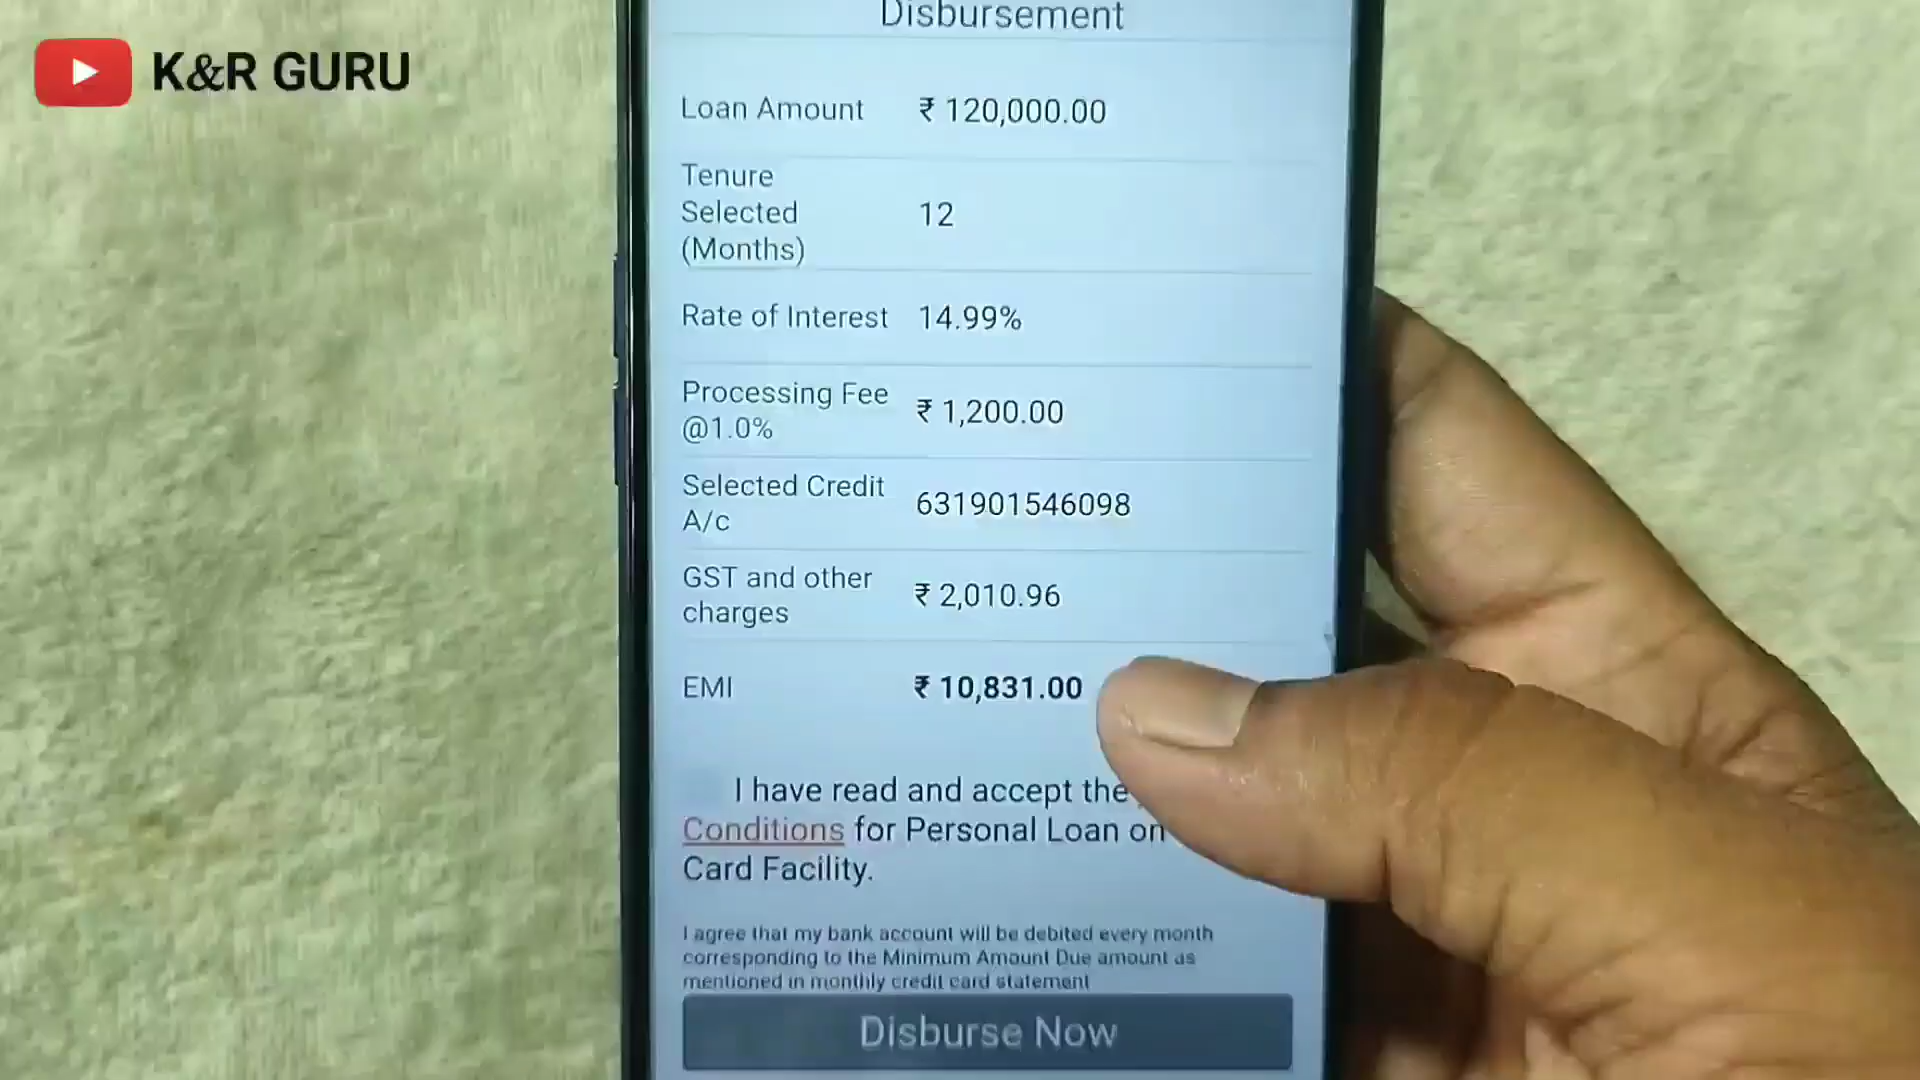 K&R GURU
Disbursement
Loan Amount ₹ 120,000.00
Tenure
Selected
(Months) 12
Rate of Interest 14.99%
Processing Fee
@1.0% ₹ 1,200.00
Selected Credit
A/c 631901546098
GST and other
charges ₹ 2,010.96
EMI ₹ 10,831.00
I have read and accept the
Conditions for Personal Loan on
Card Facility.
I agree that my bank account will be debited every month
corresponding to the Minimum Amount Due amount as
mentioned in monthly credit card statement
Disburse Now